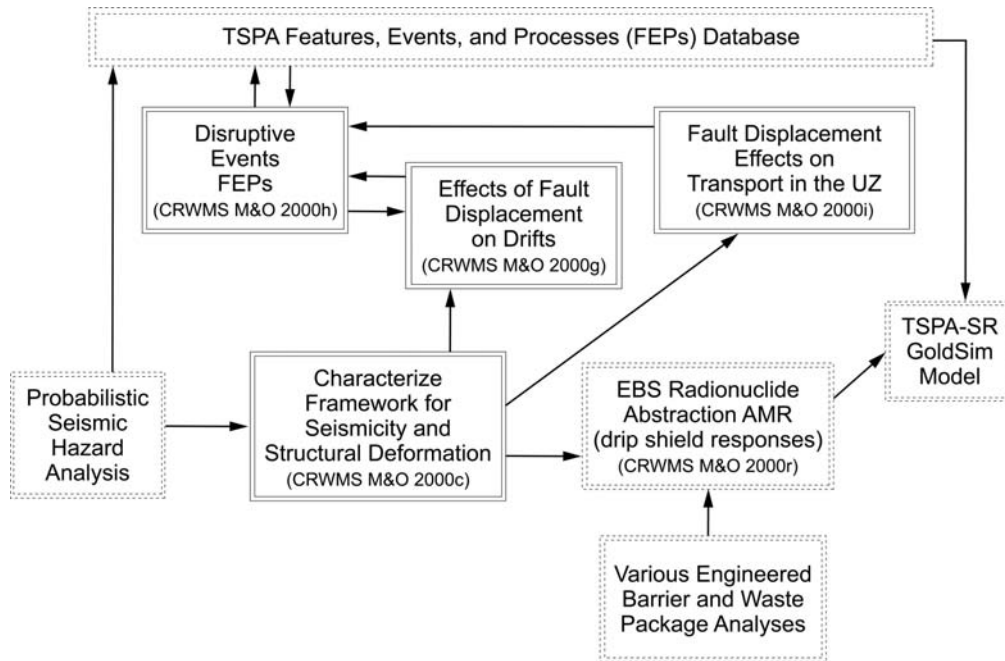 TSPA Features, Events, and Processes (FEPs) Database
Disruptive
Events
FEPs
(CRWMS M&O 2000h)
Effects of Fault
Displacement
on Drifts
(CRWMS M&O 2000g)
Fault Displacement
Effects on
Transport in the UZ
(CRWMS M&O 2000i)
TSPA-SR
GoldSim
Model
Probabilistic
Seismic
Hazard
Analysis
Characterize
Framework for
Seismicity and
Structural Deformation
(CRWMS M&O 2000c)
EBS Radionuclide
Abstraction AMR
(drip shield responses)
(CRWMS M&O 2000r)
Various Engineered
Barrier and Waste
Package Analyses